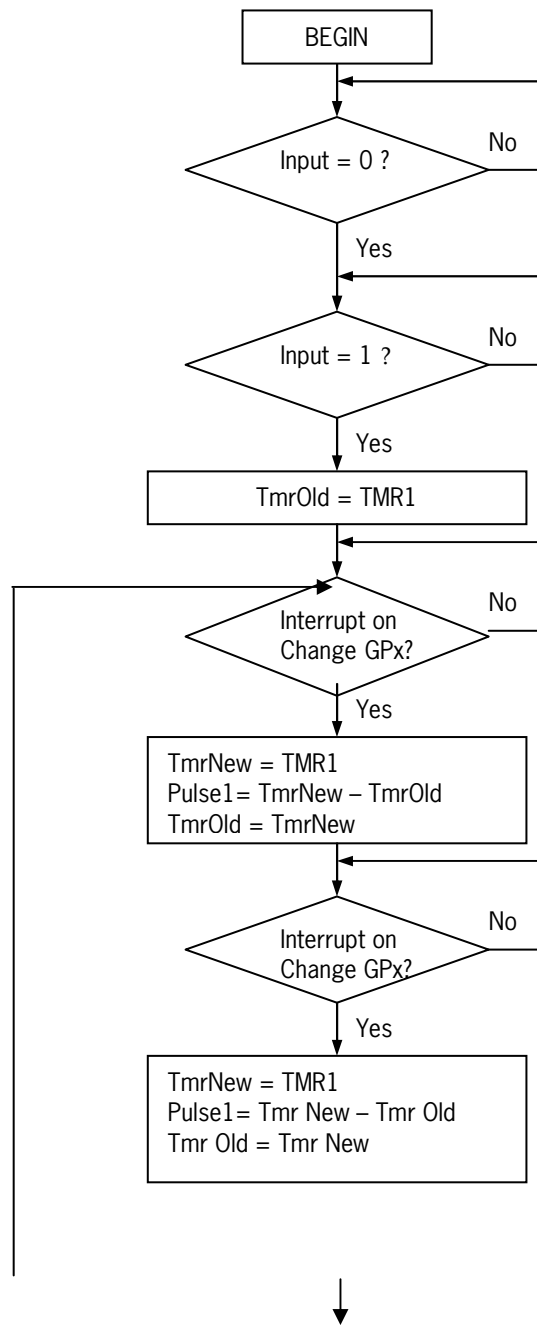 BEGIN
Input = 0 ?
No
Yes
Input = 1 ?
No
Yes
TmrOld = TMR1
Interrupt on
Change GPx?
No
Yes
TmrNew = TMR1
Pulse1= TmrNew – TmrOld
TmrOld = TmrNew
Interrupt on
Change GPx?
No
Yes
TmrNew = TMR1
Pulse1= Tmr New – Tmr Old
Tmr Old = Tmr New